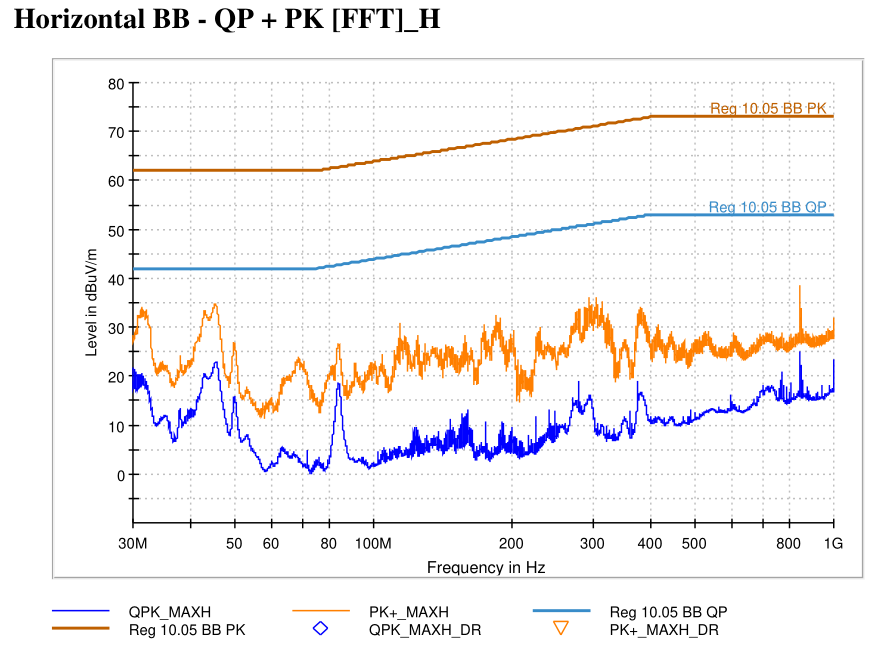 Horizontal BB - QP + PK [FFT]_H
80
Reg 10.05 BB PK
70
60
Reg 10.05 BB QP
50
40
30
20
10
0
Level in dBuV/m
30M 50 60 80 100M 200 300 400 500 800 1G
Frequency in Hz
QPK_MAXH PK+_MAXH Reg 10.05 BB QP
Reg 10.05 BB PK QPK_MAXH_DR PK+_MAXH_DR